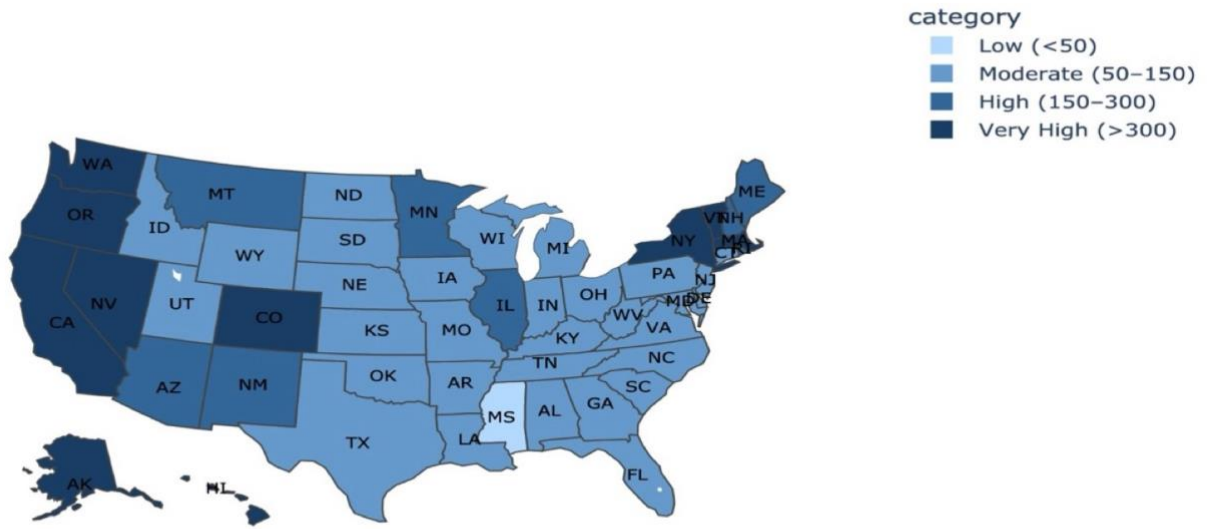 category
Low (<50)
Moderate (50–150)
High (150–300)
Very High (>300)
WA
MT
ND
MN
ME
OR
ID
SD
WI
VT
NH
WY
MI
NY
MA
RI
CT
NV
UT
CO
NE
IA
PA
NJ
CA
KS
MO
IL
IN
OH
MD
DE
WV
VA
KY
AZ
NM
OK
AR
TN
NC
SC
TX
LA
MS
AL
GA
FL
AK
HI